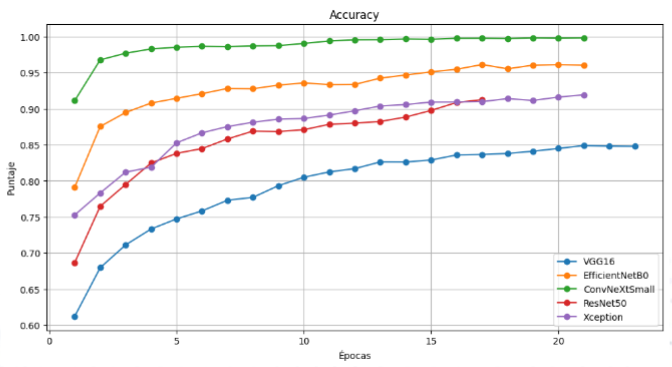 Accuracy
1.00
0.95
0.90
0.85
0.80
0.75
0.70
0.65
0.60
Puntaje
0
5
10
15
20
Épocas
VGG16
EfficientNetB0
ConvNeXtSmall
ResNet50
Xception